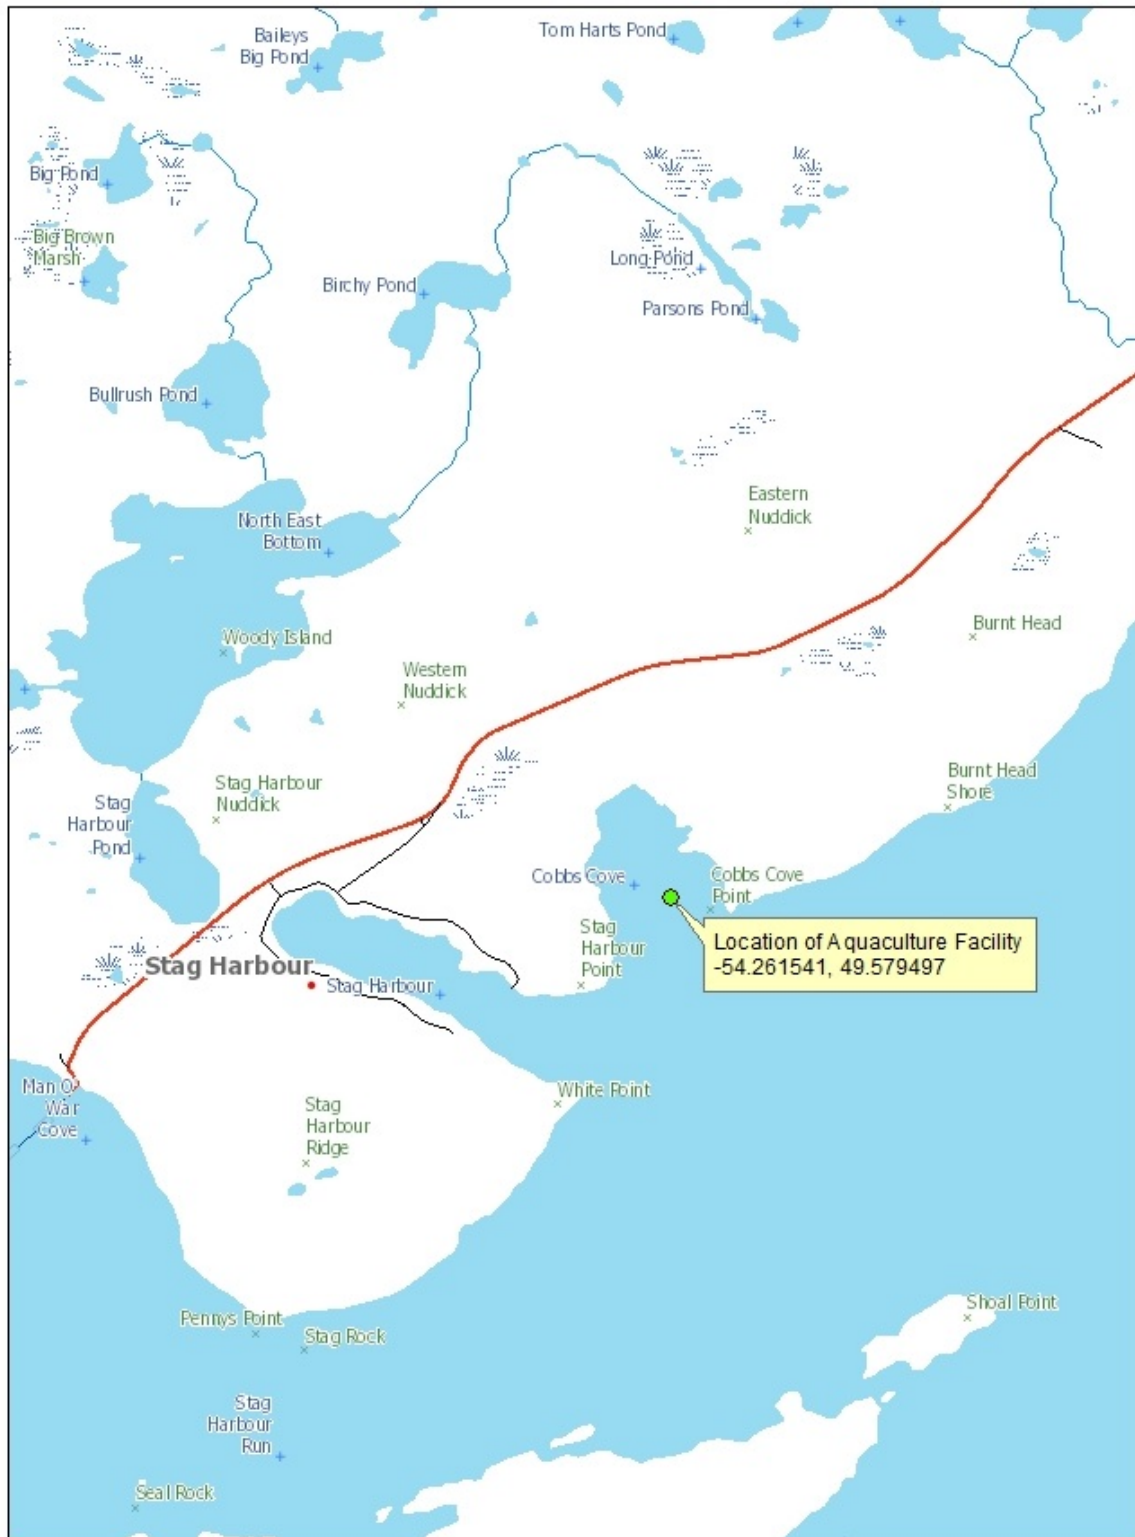 Baileys
Big Pond
Tom Harts Pond
Big Pond
Big Brown
Marsh
Birchy Pond
Long Pond
Parsons Pond
Bullrush Pond
North East
Bottom
Eastern
Nuddick
Woody Island
Burnt Head
Western
Nuddick
Stag Harbour
Nuddick
Burnt Head
Shore
Stag
Harbour
Pond
Cobbs Cove
Cobbs Cove
Point
Stag
Harbour
Point
Location of Aquaculture Facility
-54.261541, 49.579497
Stag Harbour
Stag Harbour
Man O'
War
Cove
White Point
Stag
Harbour
Ridge
Pennys Point
Stag Rock
Shoal Point
Stag
Harbour
Run
Seal Rock